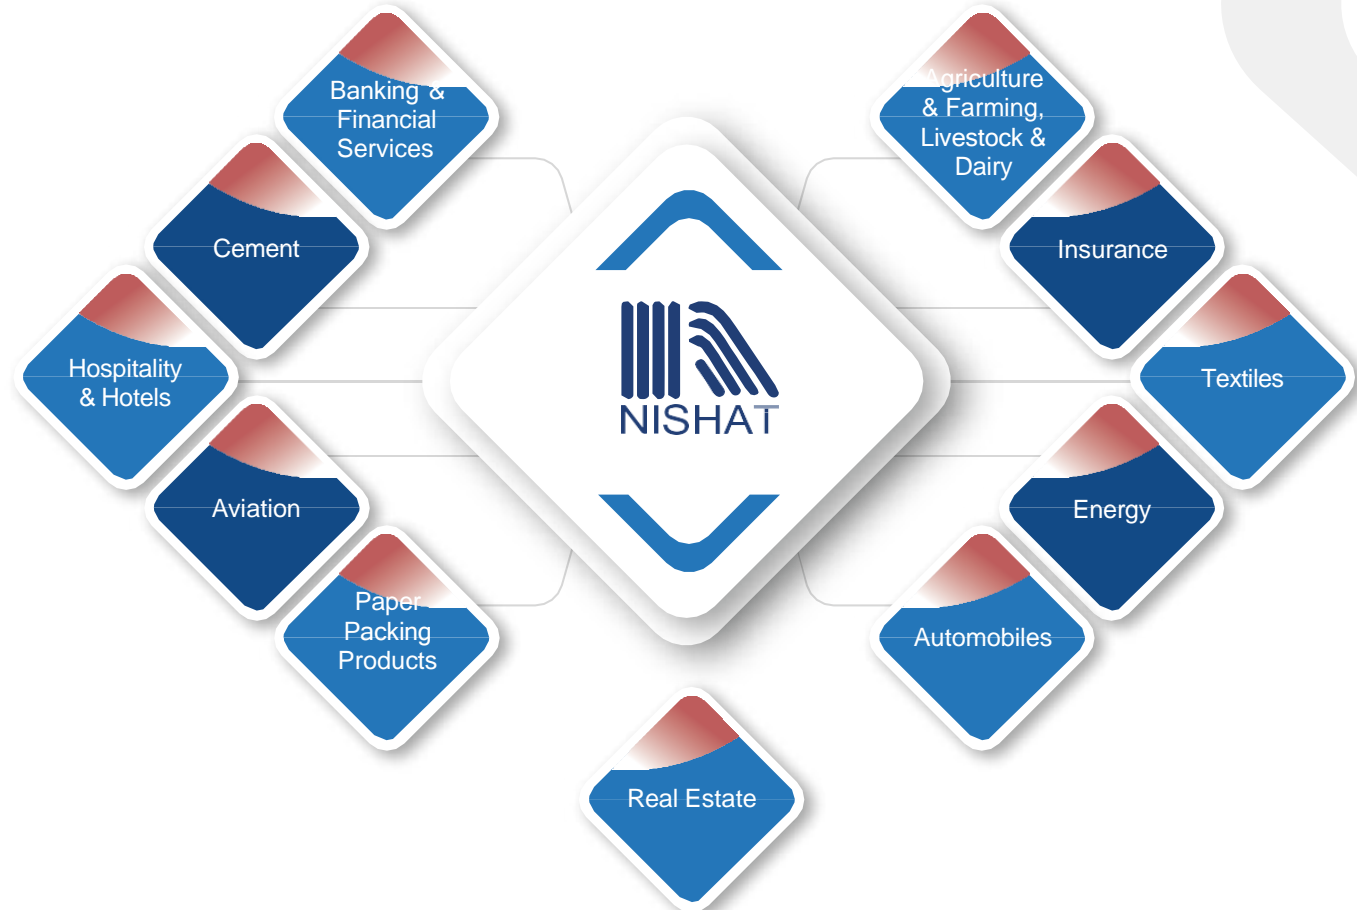 Banking &
Financial
Services
Cement
Hospitality
& Hotels
Aviation
Paper
Packing
Products
NISHAT
Agriculture
& Farming,
Livestock &
Dairy
Insurance
Textiles
Energy
Automobiles
Real Estate